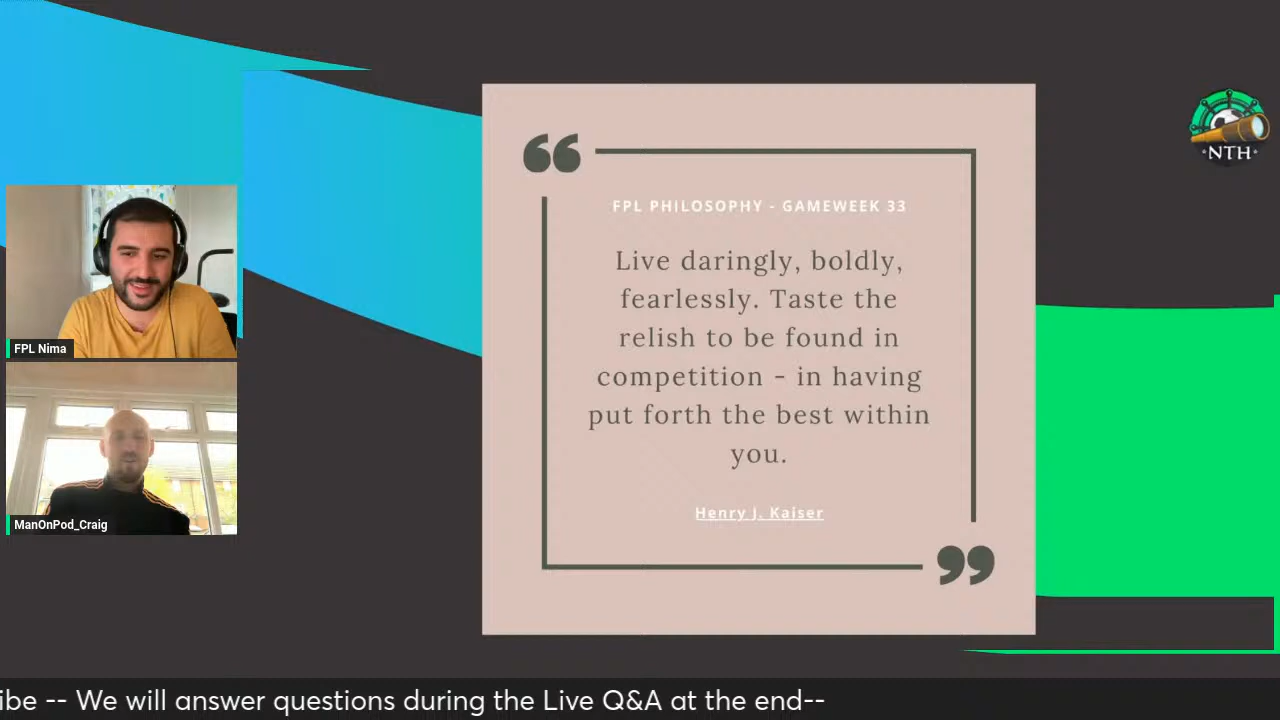 FPL PHILOSOPHY - GAMEWEEK 33
Live daringly, boldly,
fearlessly. Taste the
relish to be found in
competition - in having
put forth the best within
you.
Henry J. Kaiser
NTH
FPL Nima
ManOnPod_Craig
ibe -- We will answer questions during the Live Q&A at the end--